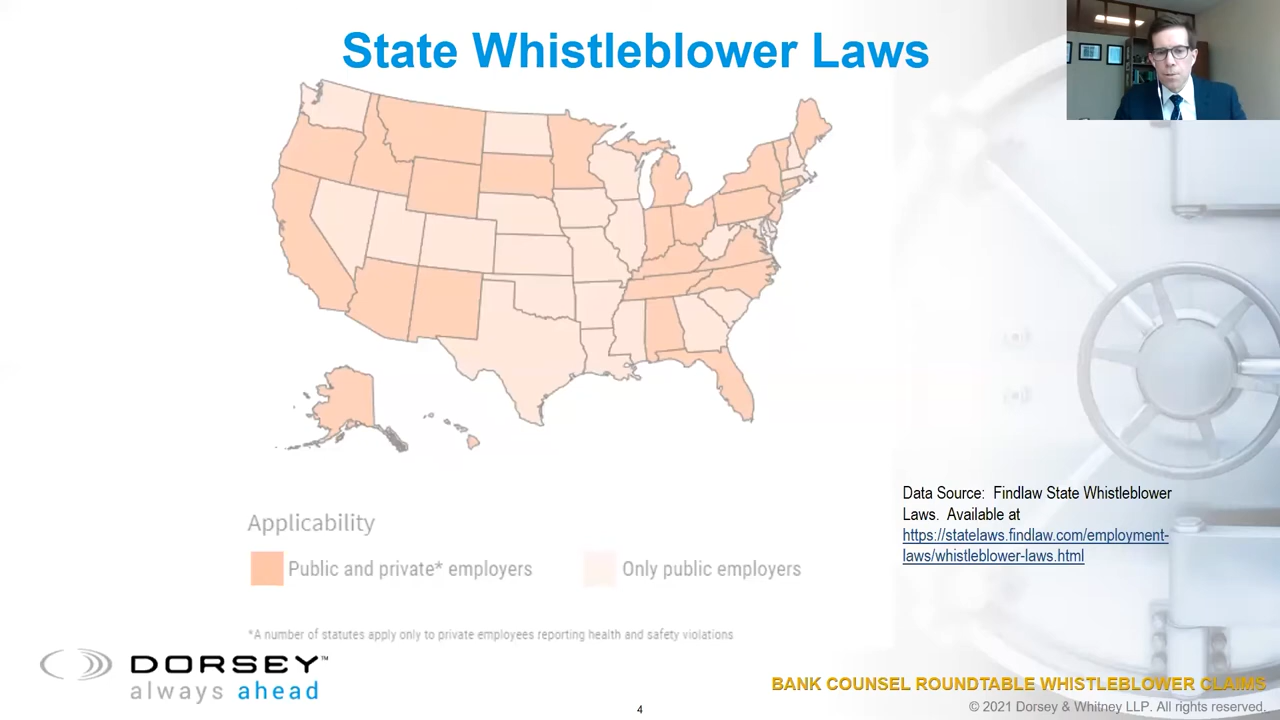 State Whistleblower Laws
Applicability
Public and private* employers
Only public employers
*A number of statutes apply only to private employees reporting health and safety violations
Data Source: Findlaw State Whistleblower
Laws. Available at
https://statelaws.findlaw.com/employment-
laws/whistleblower-laws.html
DORSEY™
always ahead
4
BANK COUNSEL ROUNDTABLE WHISTLEBLOWER CLAIMS
© 2021 Dorsey & Whitney LLP. All rights reserved.